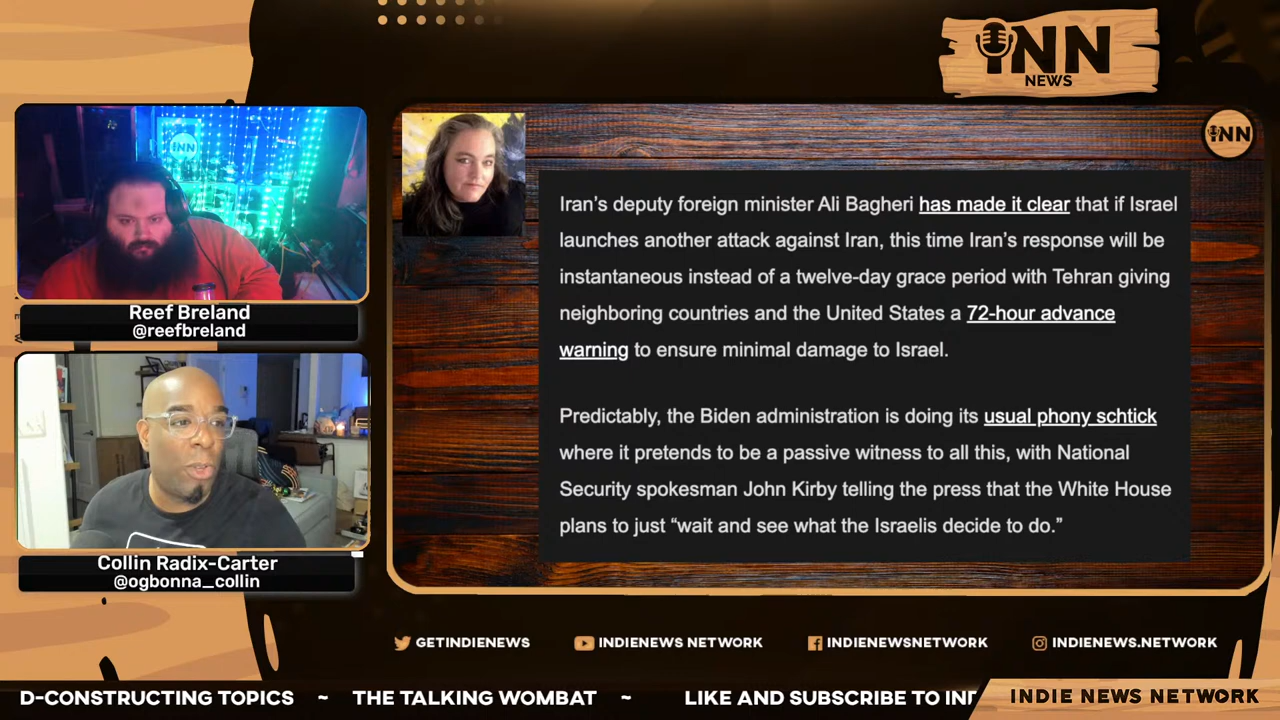 INN
NEWS
INN
INN
Reef Breland
@reefbreland
Collin Radix-Carter
@ogbonna_collin
Iran’s deputy foreign minister Ali Bagheri has made it clear that if Israel
launches another attack against Iran, this time Iran’s response will be
instantaneous instead of a twelve-day grace period with Tehran giving
neighboring countries and the United States a 72-hour advance
warning to ensure minimal damage to Israel.
Predictably, the Biden administration is doing its usual phony schtick
where it pretends to be a passive witness to all this, with National
Security spokesman John Kirby telling the press that the White House
plans to just “wait and see what the Israelis decide to do.”
GETINDIENEWS
INDIENEWS NETWORK
INDIENEWSNETWORK
INDIENEWS.NETWORK
D-CONSTRUCTING TOPICS ~ THE TALKING WOMBAT ~ LIKE AND SUBSCRIBE TO
INDIE NEWS NETWORK